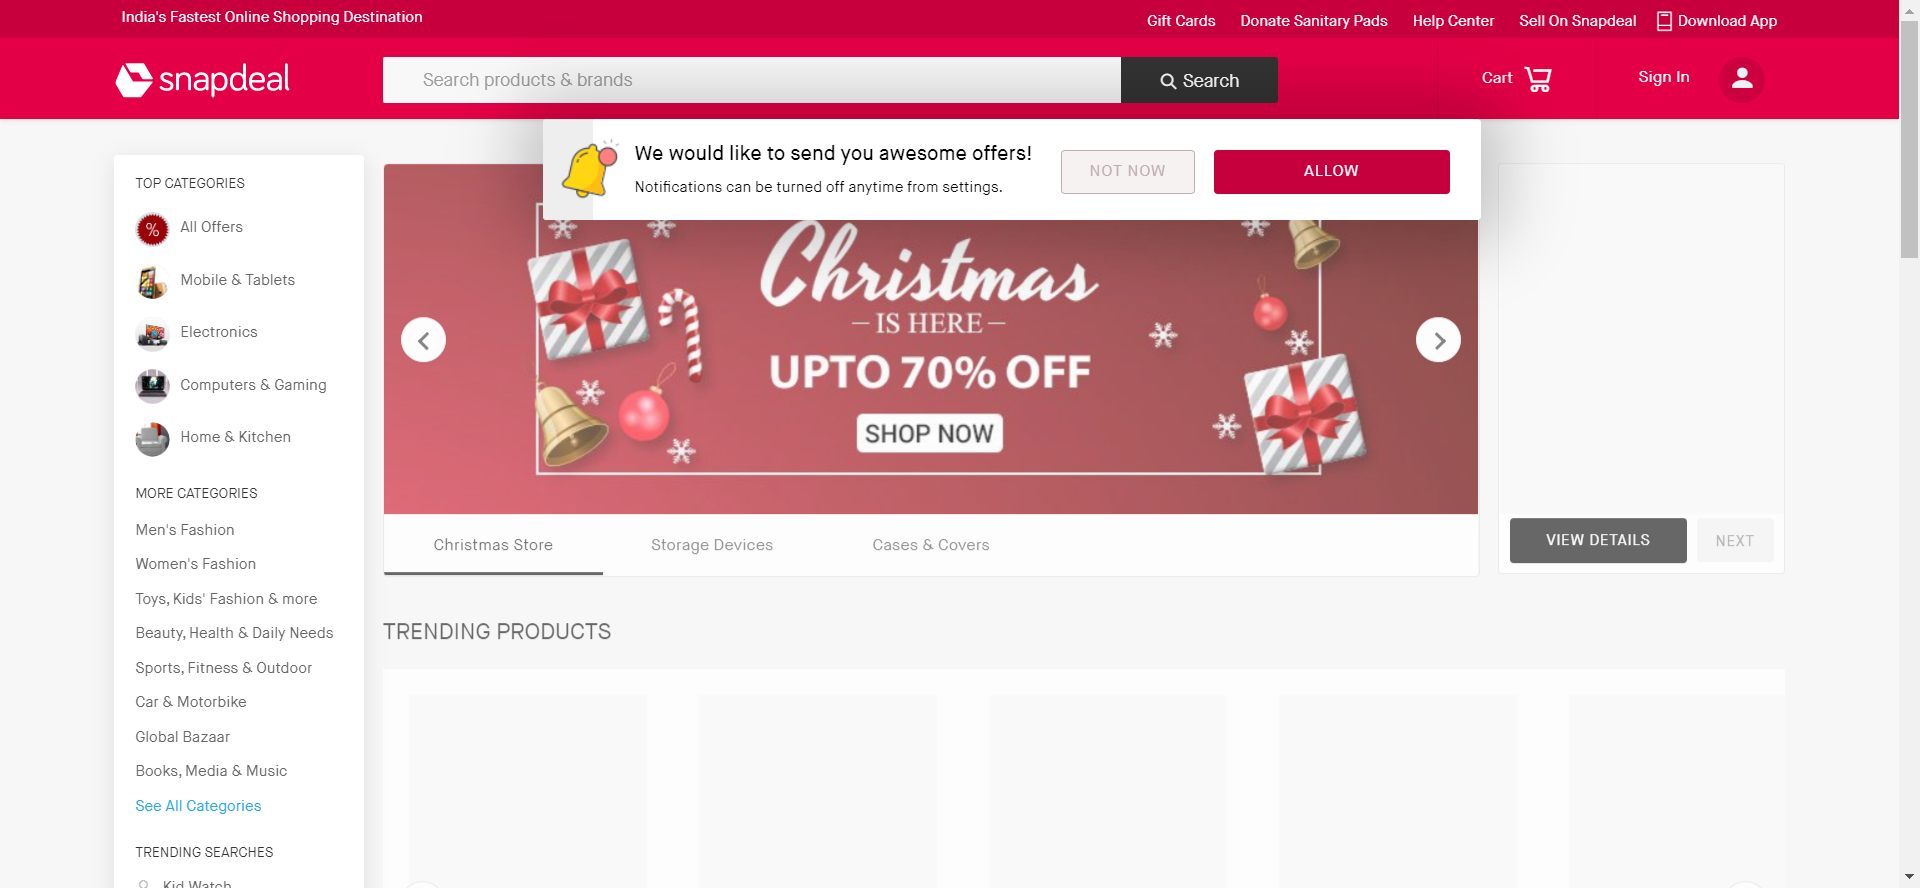 India's Fastest Online Shopping Destination
Gift Cards
Donate Sanitary Pads
Help Center
Sell On Snapdeal
Download App
snapdeal
Search products & brands
Search
Cart
Sign In
We would like to send you awesome offers!
Notifications can be turned off anytime from settings.
NOT NOW
ALLOW
TOP CATEGORIES
%
All Offers
Mobile & Tablets
Electronics
Computers & Gaming
Home & Kitchen
MORE CATEGORIES
Men's Fashion
Women's Fashion
Toys, Kids' Fashion & more
Beauty, Health & Daily Needs
Sports, Fitness & Outdoor
Car & Motorbike
Global Bazaar
Books, Media & Music
See All Categories
TRENDING SEARCHES
Kid Watch
Christmas
IS HERE
UPTO 70% OFF
SHOP NOW
Christmas Store
Storage Devices
Cases & Covers
VIEW DETAILS
NEXT
TRENDING PRODUCTS